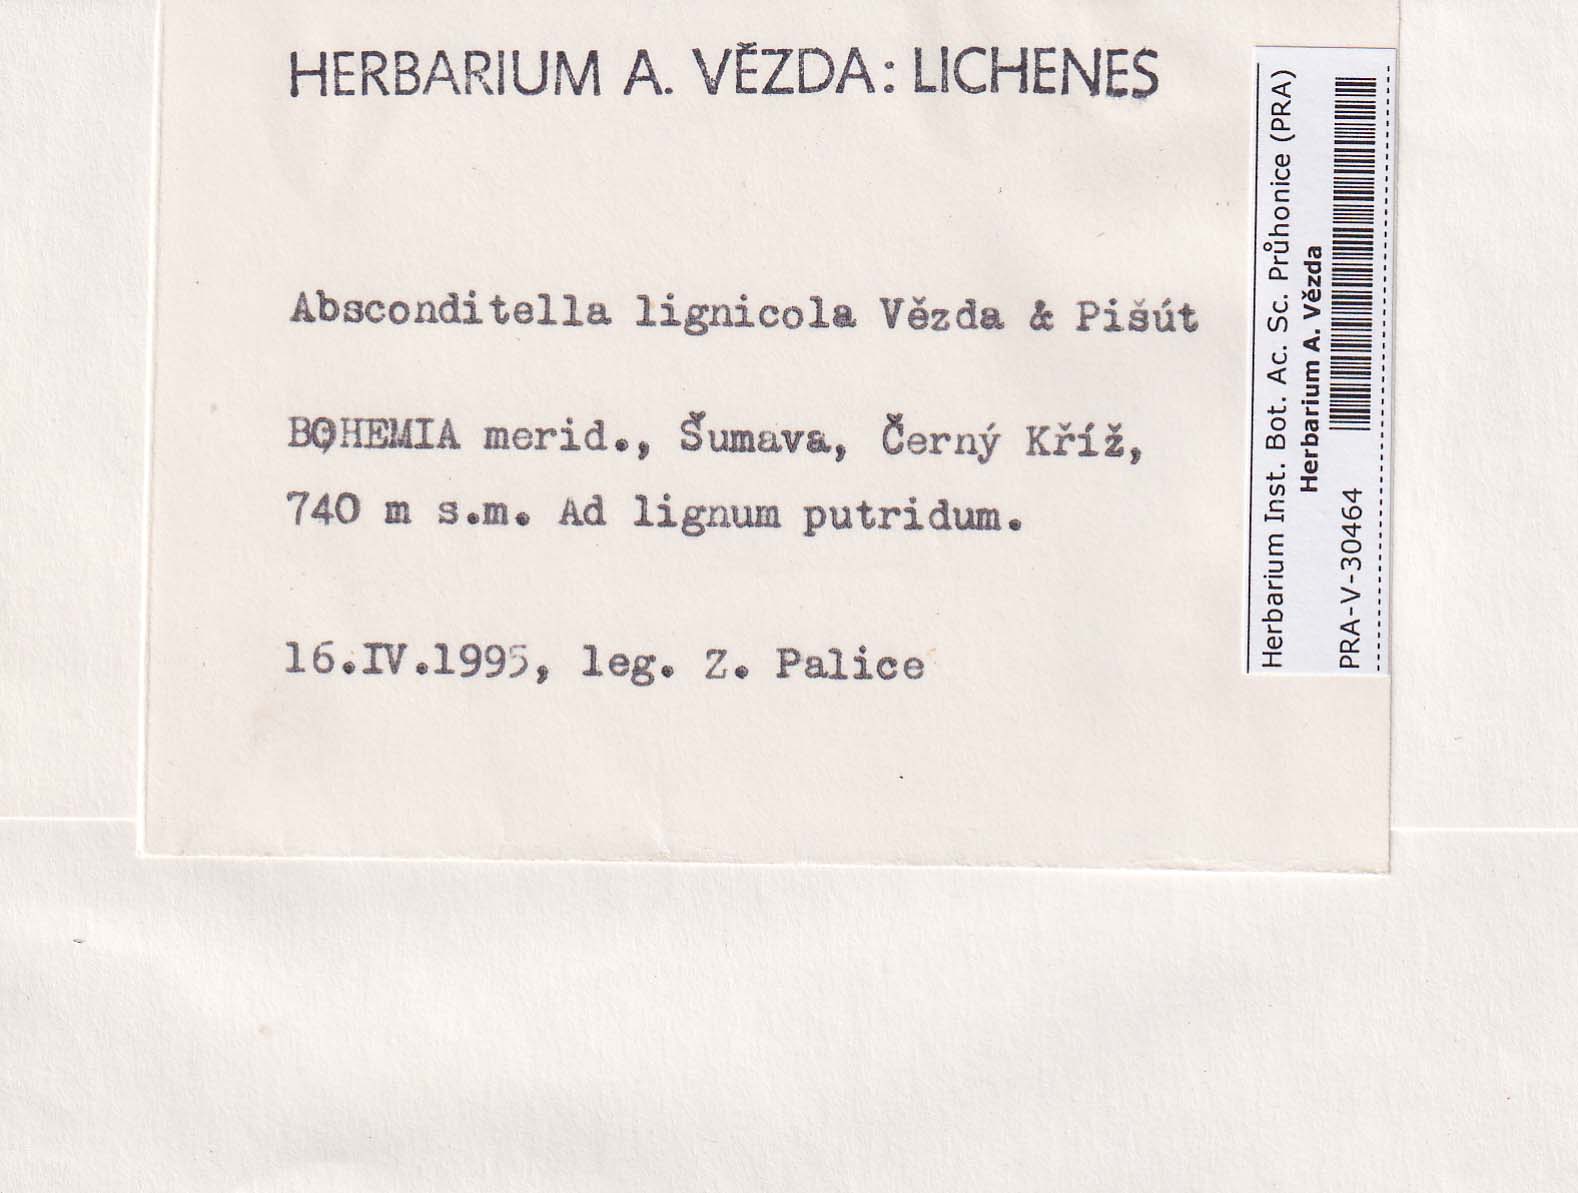 HERBARIUM A. VĚZDA: LICHENES
Absconditella lignicola Vězda & Pišút
BOHEMIA merid., Šumava, Černý Kříž,
740 m s.m. Ad lignum putridum.
16.IV.1995, leg. Z. Palice
Herbarium Inst. Bot. Ac. Sc. Průhonice (PRA)
Herbarium A. Vězda
PRA-V-30464